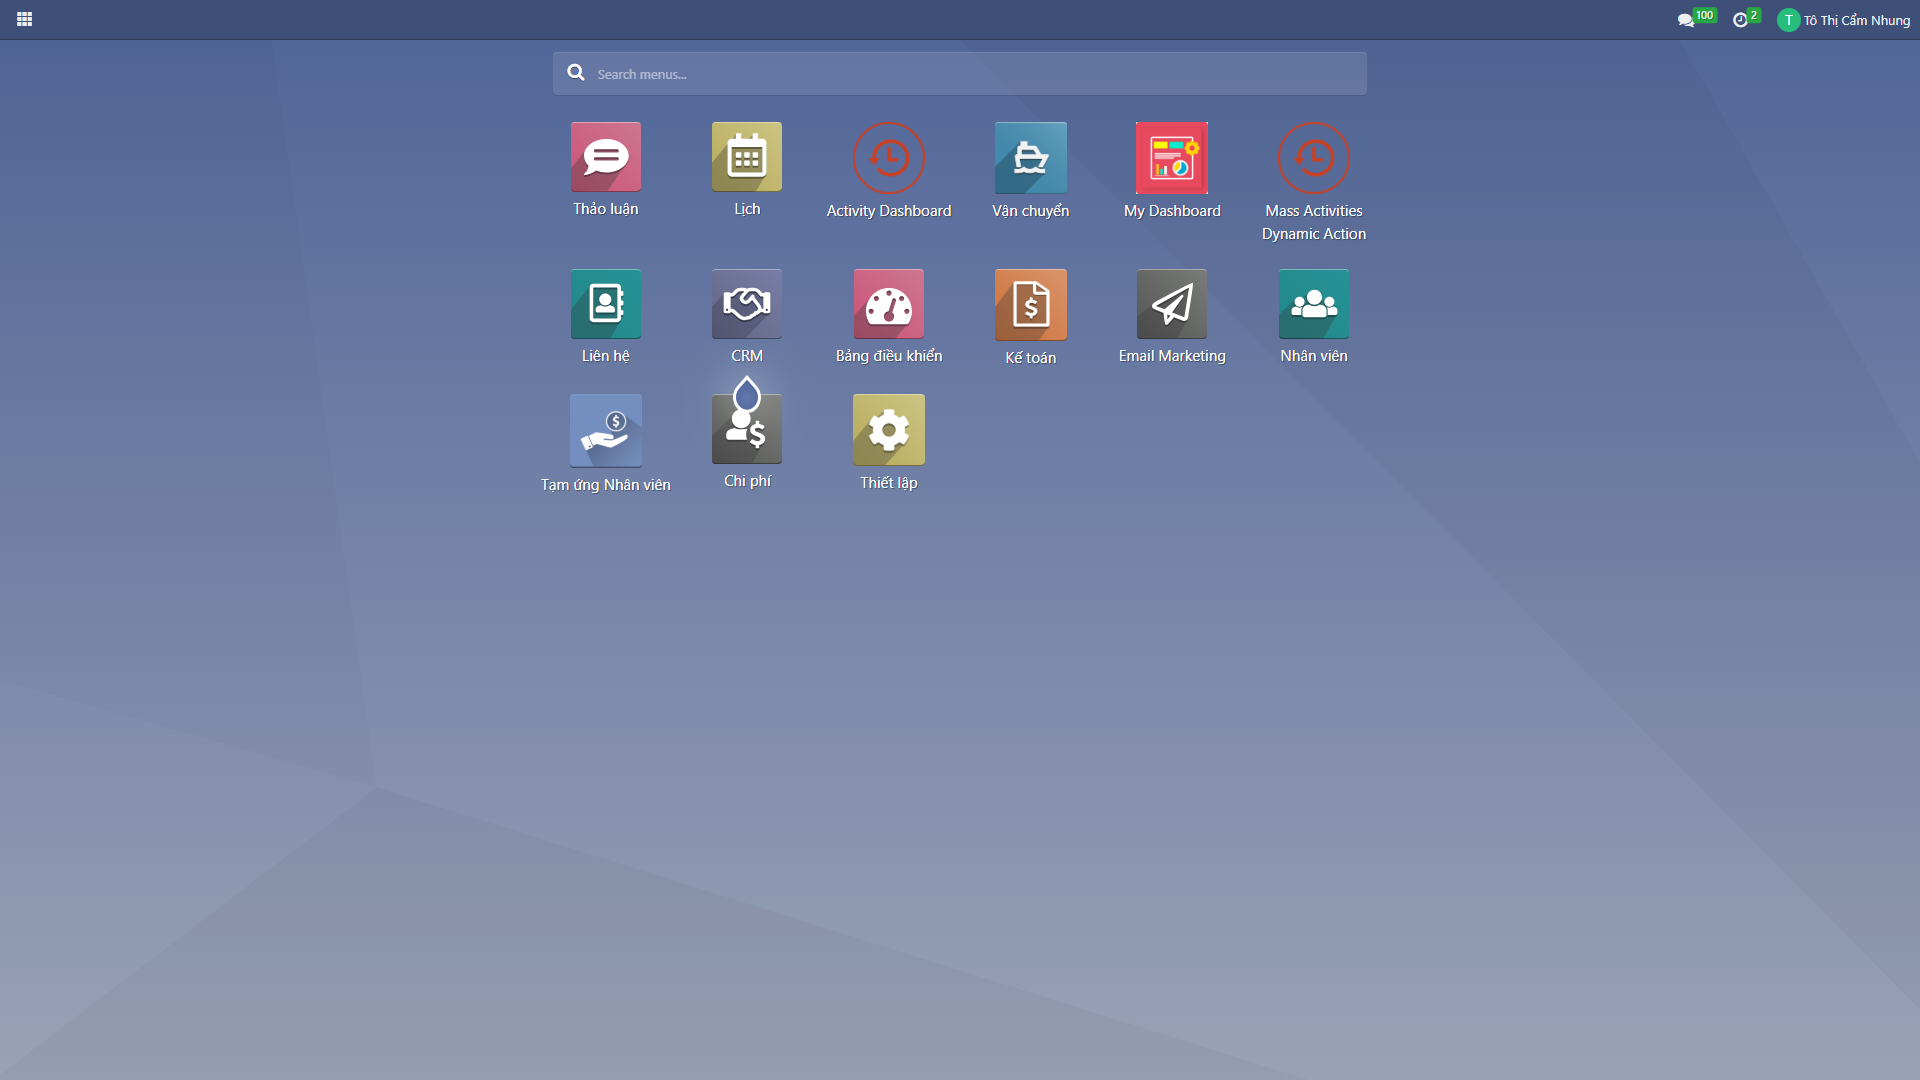 100
2
T
Tô Thị Cẩm Nhung
Search menus...
Thảo luận
Lịch
Activity Dashboard
Vận chuyển
My Dashboard
Mass Activities
Dynamic Action
Liên hệ
CRM
Bảng điều khiển
Kế toán
Email Marketing
Nhân viên
Tạm ứng Nhân viên
Chi phí
Thiết lập